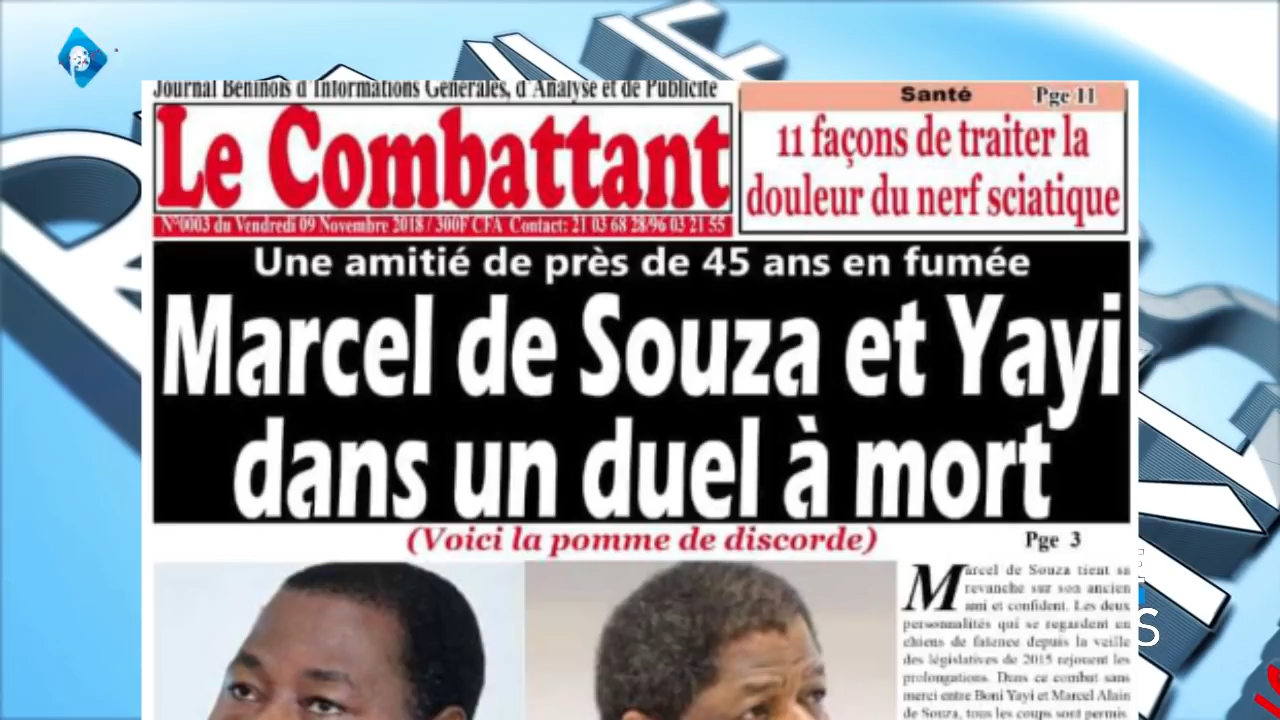 Journal Béninois d'Informations Générales, d'Analyse et de Publicité
Le Combattant
N°0003 du Vendredi 09 Novembre 2018 / 300F CFA Contact: 21 03 68 28/96 03 21 55
Santé Pge 11
11 façons de traiter la
douleur du nerf sciatique
Une amitié de près de 45 ans en fumée
Marcel de Souza et Yayi
dans un duel à mort
(Voici la pomme de discorde)
Pge 3
Marcel de Souza tient sa
revanche sur son ancien
ami et confident. Les deux
personnalités qui se regardent en
chiens de faïence depuis la veille
des législatives de 2015 rejouent les
prolongations. Dans ce combat sans
merci entre Boni Yayi et Marcel Alain
de Souza, tous les coups sont permis.